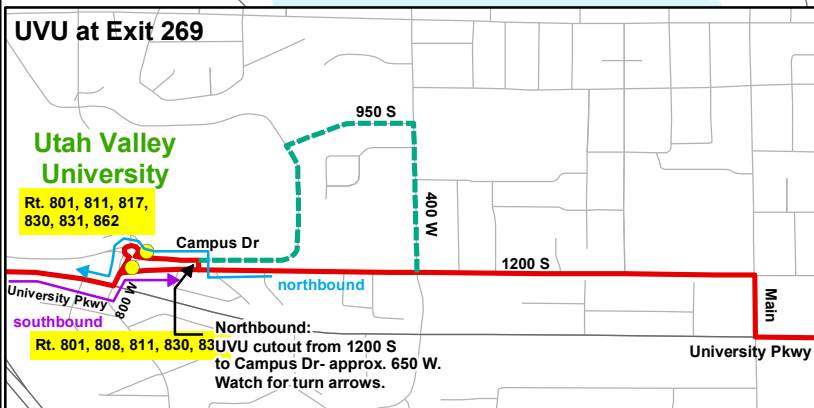 UVU at Exit 269
950 S
Utah Valley
University
Rt. 801, 811, 817,
830, 831, 862
400 W
Campus Dr
1200 S
northbound
University Pkwy
800 W
Main
southbound
Northbound:
Rt. 801, 808, 811, 830,
UVU cutout from 1200 S
to Campus Dr- approx. 650 W.
Watch for turn arrows.
University Pkwy